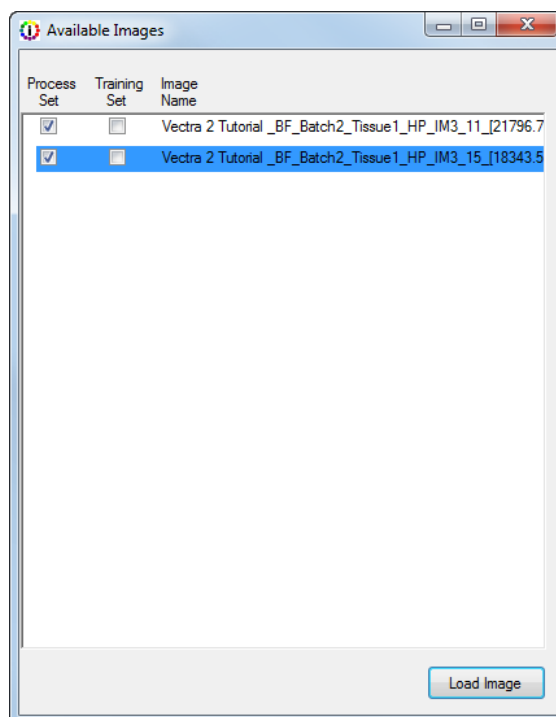 Available Images
Process Set Training Set Image Name
Vectra 2 Tutorial _BF_Batch2_Tissue1_HP_IM3_11_[21796.7
Vectra 2 Tutorial _BF_Batch2_Tissue1_HP_IM3_15_[18343.5
Load Image